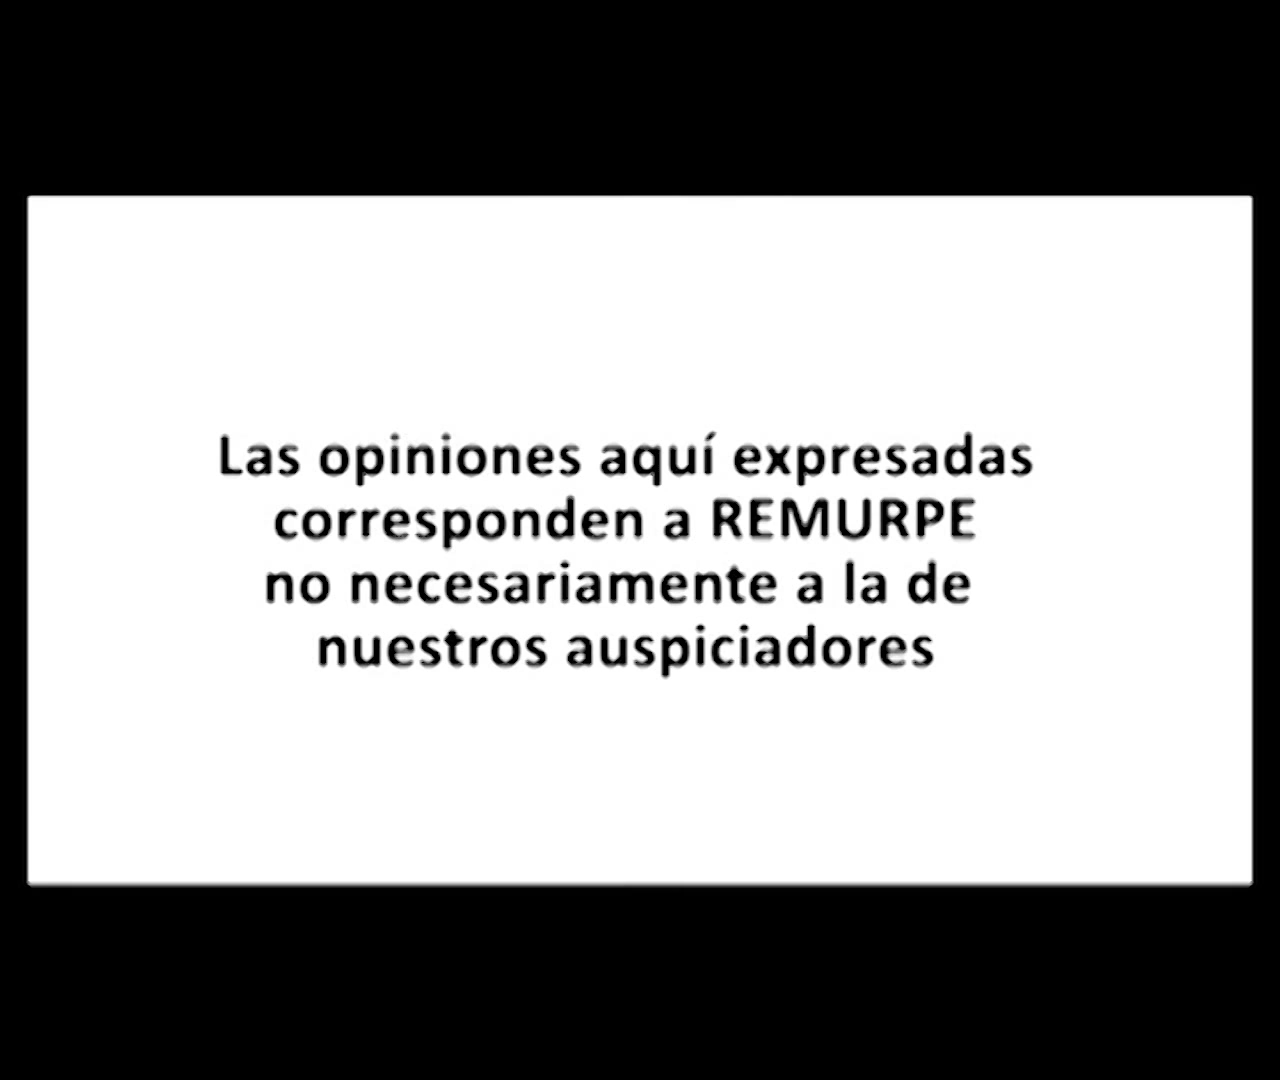 Las opiniones aquí expresadas
corresponden a REMURPE
no necesariamente a la de
nuestros auspiciadores